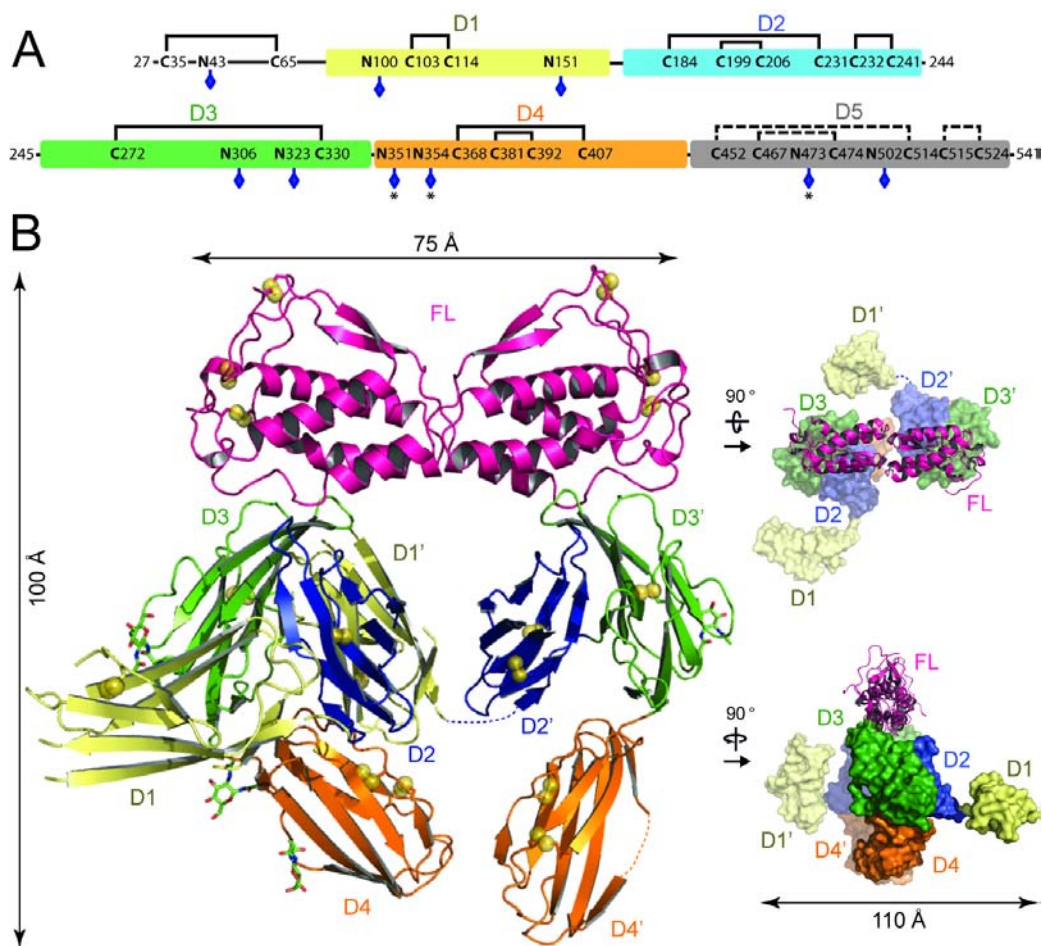 A
D1
D2
27 C35 N43 C65 N100 C103 C114 N151 C184 C199 C206 C231 C232 C241 244
D3
D4
D5
245 C272 N306 N323 C330 N351 N354 C368 C381 C392 C407 C452 C467 N473 C474 N502 C514 C515 C524 541
* * *
B
75 Å
FL
100 Å
D3
D1'
D3'
D2
D2'
D1
D4
D4'
90 °
D1'
D2'
D3
D3'
D2
FL
D1
90 °
FL
D3
D2
D1
D1'
D4'
D4
110 Å